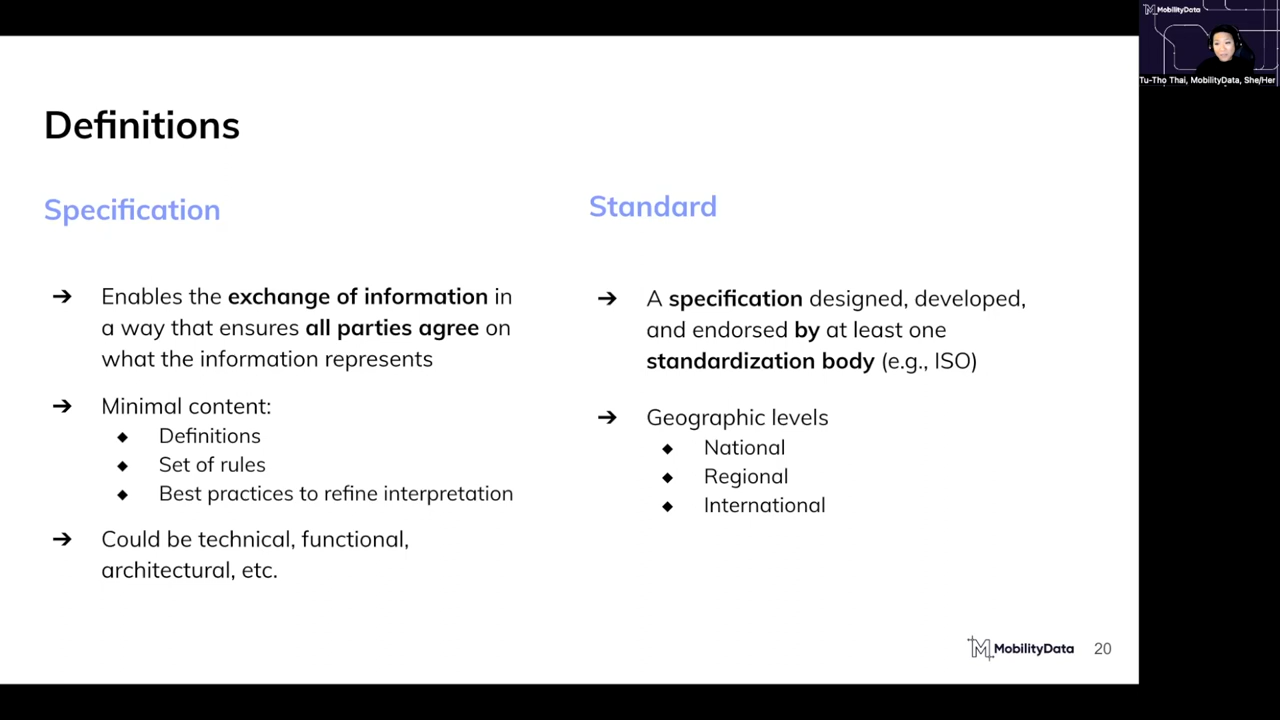 Definitions
Specification
➔ Enables the exchange of information in
a way that ensures all parties agree on
what the information represents
➔ Minimal content:
◆ Definitions
◆ Set of rules
◆ Best practices to refine interpretation
➔ Could be technical, functional,
architectural, etc.
Standard
➔ A specification designed, developed,
and endorsed by at least one
standardization body (e.g., ISO)
➔ Geographic levels
◆ National
◆ Regional
◆ International
MobilityData 20
MobilityData
Tu-Tho Thai, MobilityData, She/Her